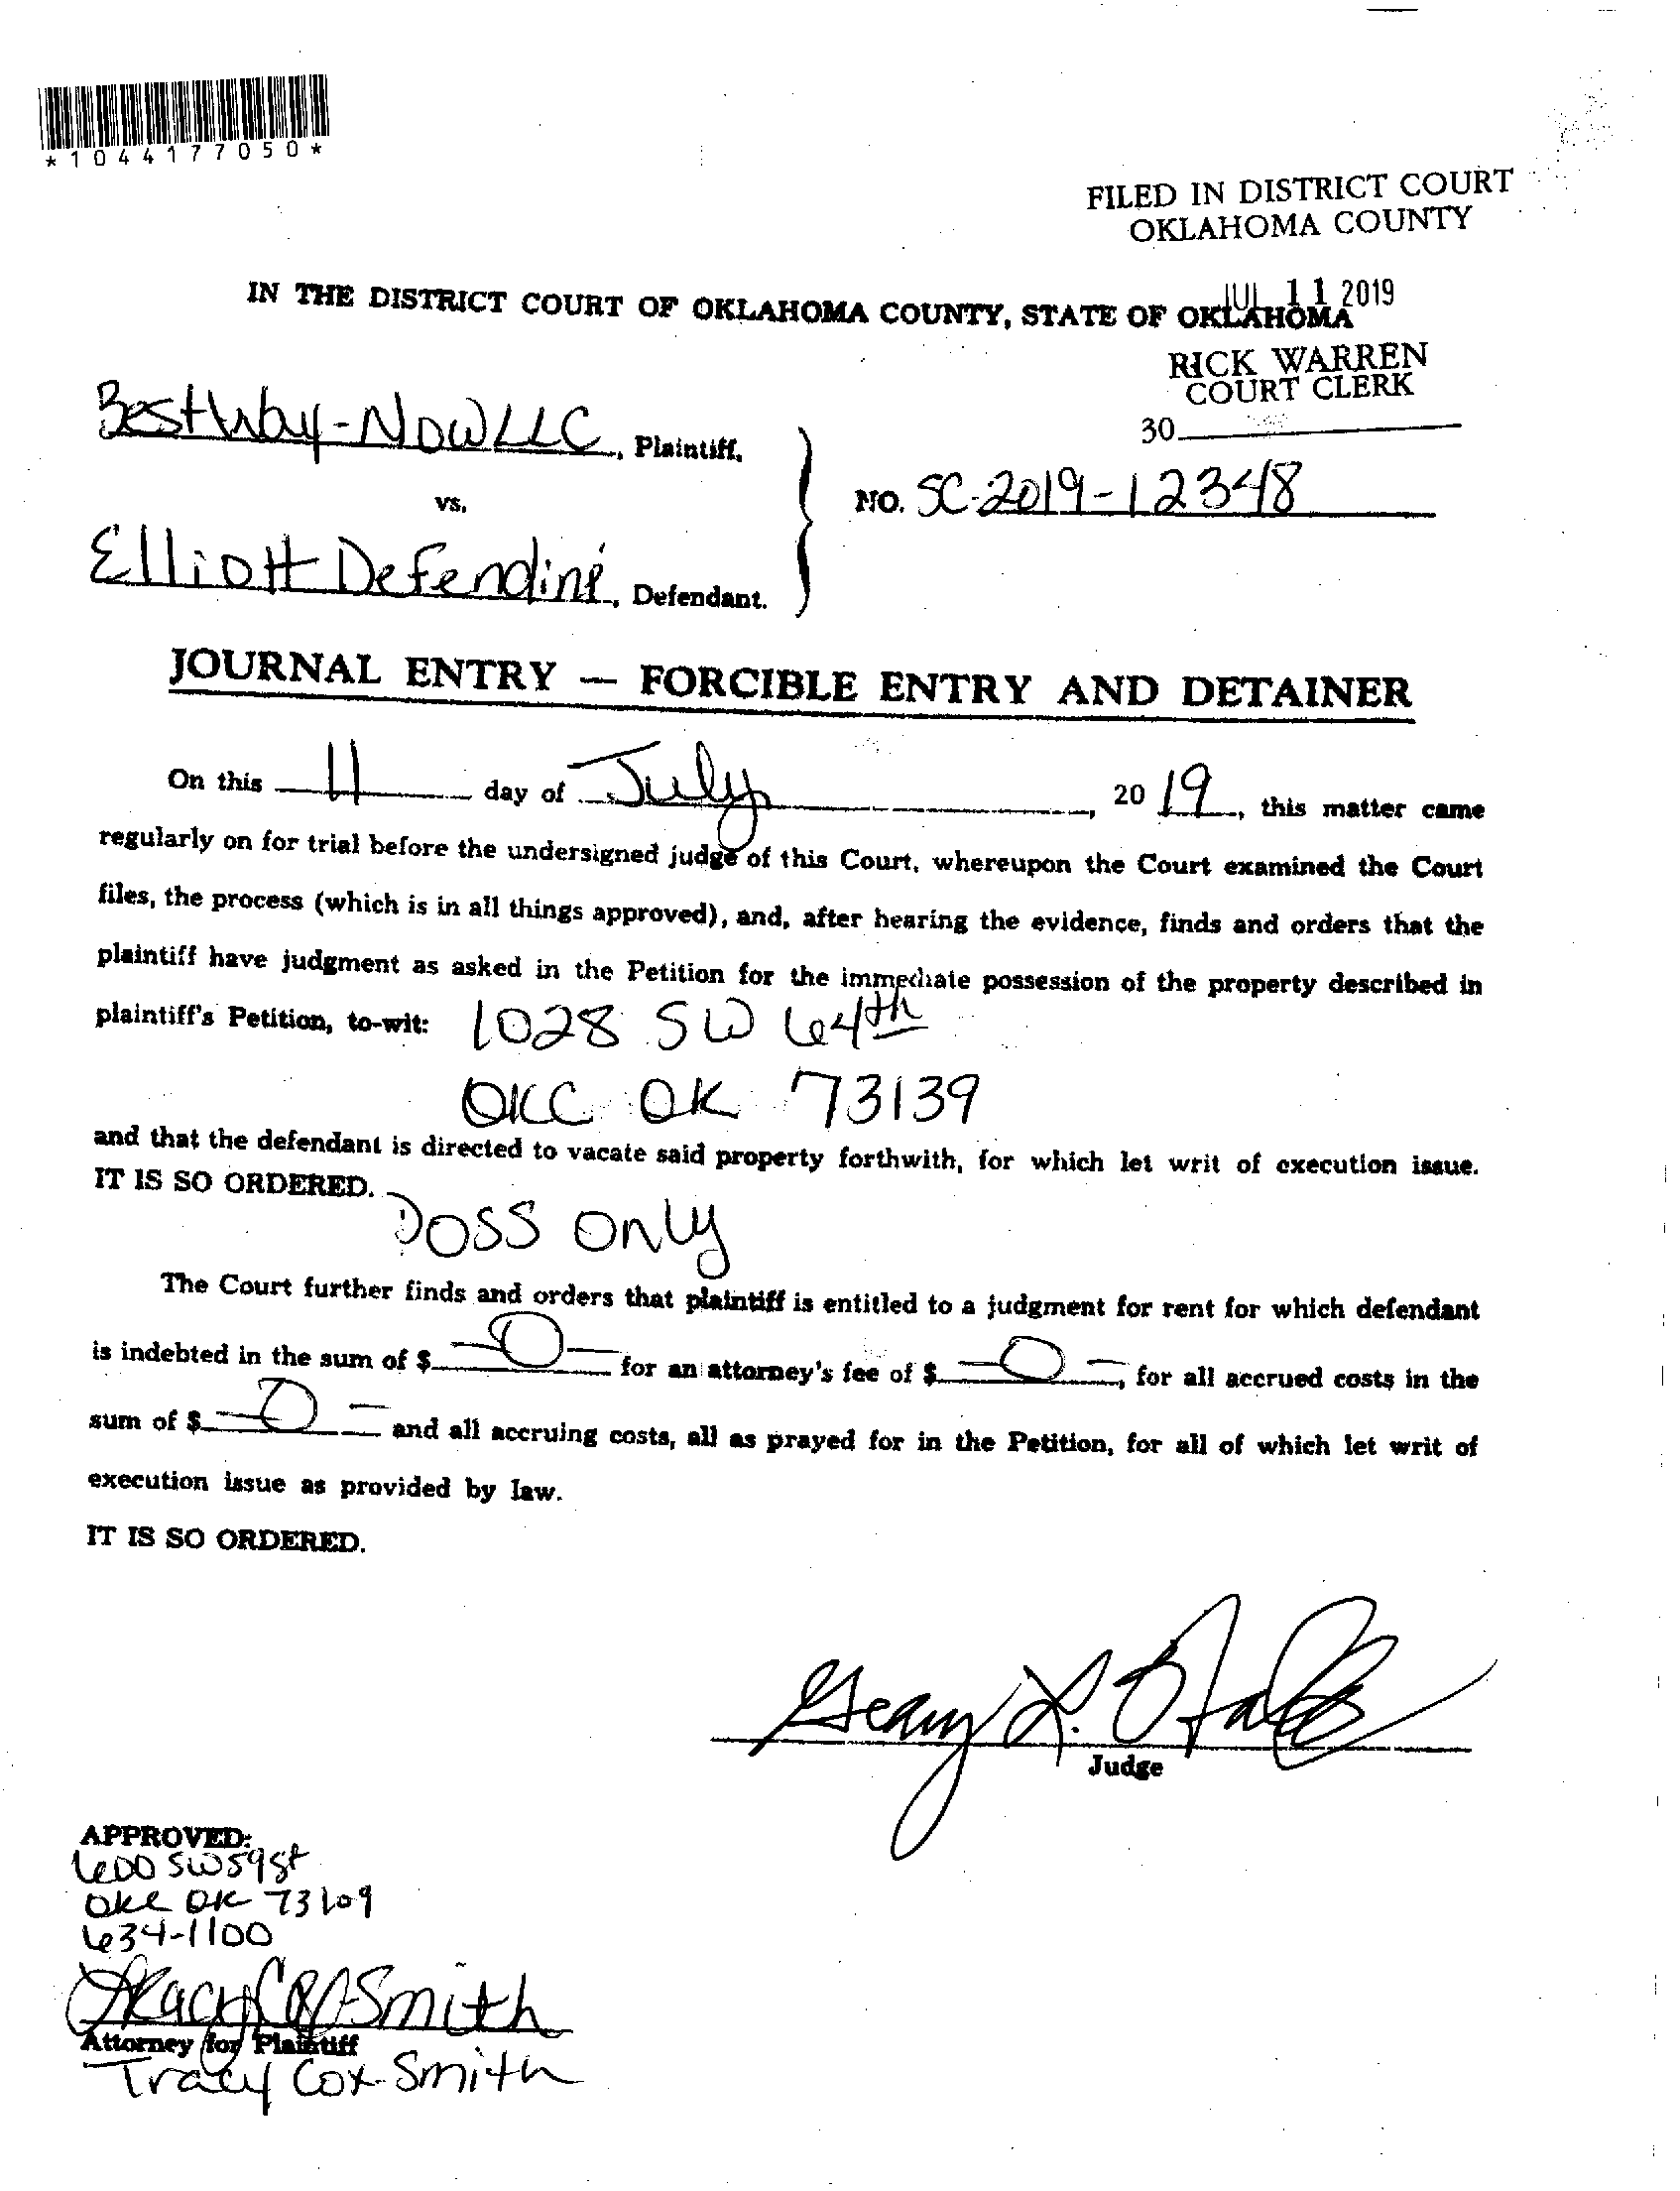 *1044177050*
FILED IN DISTRICT COURT
OKLAHOMA COUNTY
IN THE DISTRICT COURT OF OKLAHOMA COUNTY, STATE OF OKLAHOMA
JUL 11 2019
RICK WARREN
COURT CLERK
30
BestWay-NOWLLC, Plaintiff,
vs.
NO. SC-2019-12348
Elliott Defendini, Defendant.
JOURNAL ENTRY — FORCIBLE ENTRY AND DETAINER
On this 11 day of July, 2019, this matter came
regularly on for trial before the undersigned judge of this Court, whereupon the Court examined the Court
files, the process (which is in all things approved), and, after hearing the evidence, finds and orders that the
plaintiff have judgment as asked in the Petition for the immediate possession of the property described in
plaintiff's Petition, to-wit: 1028 SW 64th
OKC OK 73139
and that the defendant is directed to vacate said property forthwith, for which let writ of execution issue.
IT IS SO ORDERED.
Poss only
The Court further finds and orders that plaintiff is entitled to a judgment for rent for which defendant
is indebted in the sum of $ -0- for an attorney's fee of $ -0-, for all accrued costs in the
sum of $ -0- and all accruing costs, all as prayed for in the Petition, for all of which let writ of
execution issue as provided by law.
IT IS SO ORDERED.
Judge
APPROVED:
600 SW 59 St
OKC OK 73109
634-1100
Tracy Cox-Smith
Attorney for Plaintiff
Tracy Cox-Smith